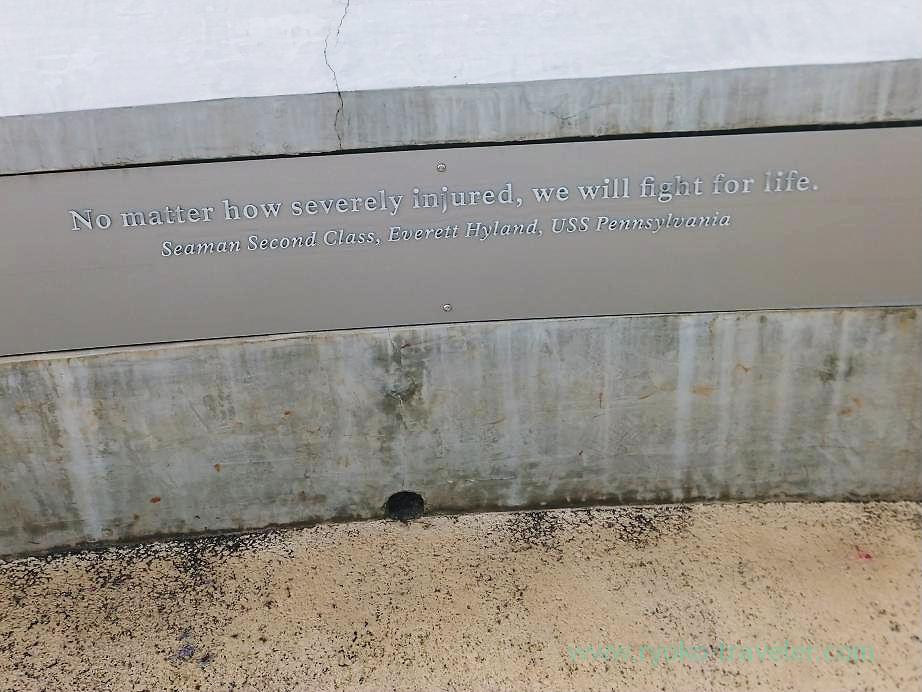 No matter how severely injured, we will fight for life.
Seaman Second Class, Everett Hyland, USS Pennsylvania
www.ryoko-traveler.com